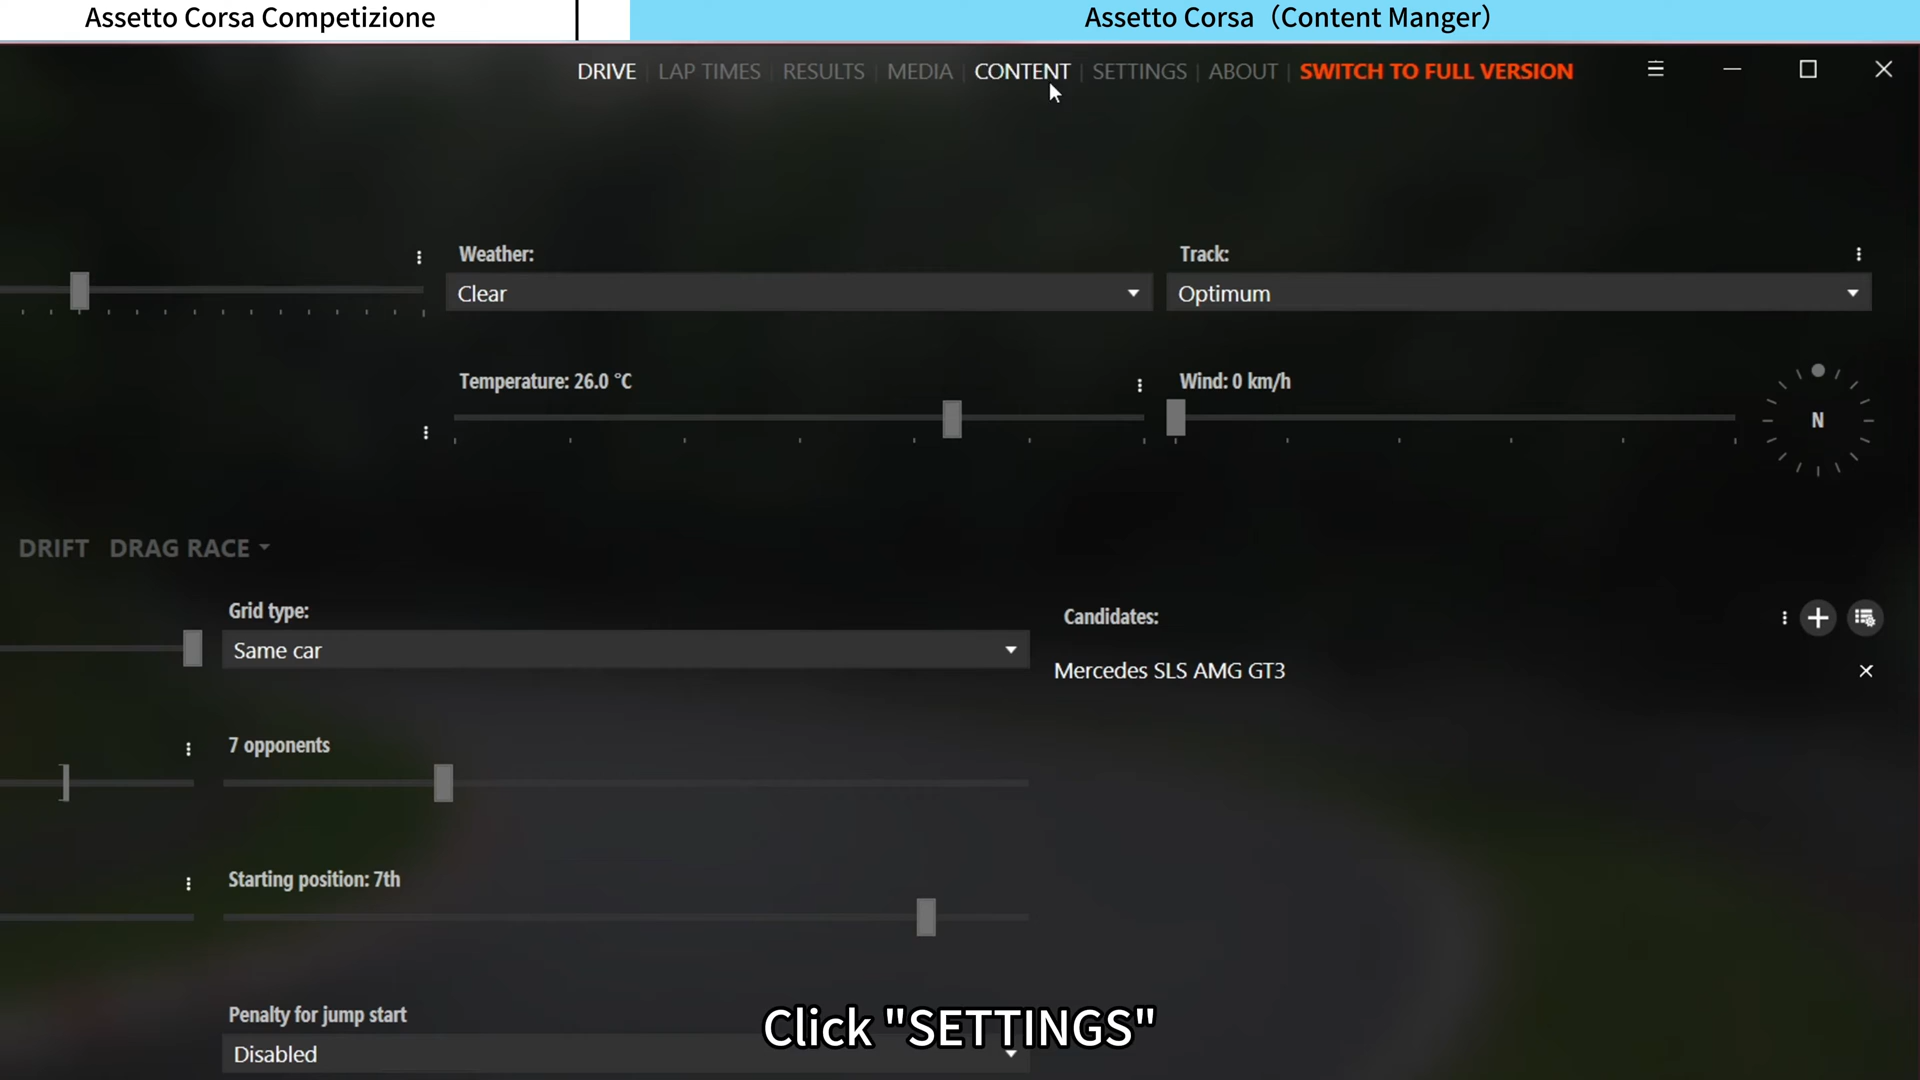 Assetto Corsa Competizione
Assetto Corsa（Content Manger）
DRIVE
LAP TIMES
RESULTS
MEDIA
CONTENT
SETTINGS
ABOUT
SWITCH TO FULL VERSION
Weather:
Clear
Track:
Optimum
Temperature: 26.0 °C
Wind: 0 km/h
N
DRIFT
DRAG RACE
Grid type:
Same car
Candidates:
Mercedes SLS AMG GT3
7 opponents
Starting position: 7th
Penalty for jump start
Disabled
Click "SETTINGS"